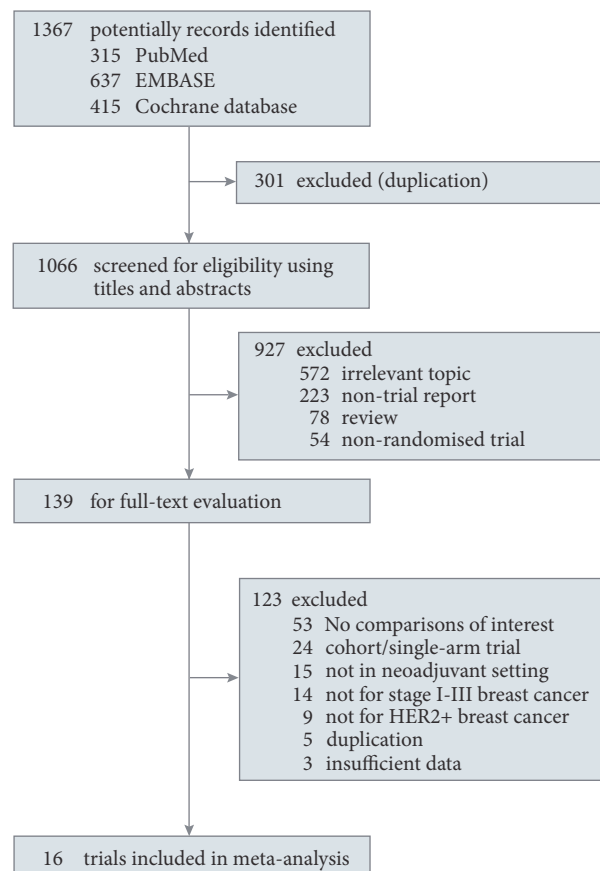 1367 potentially records identified
315 PubMed
637 EMBASE
415 Cochrane database
301 excluded (duplication)
1066 screened for eligibility using
titles and abstracts
927 excluded
572 irrelevant topic
223 non-trial report
78 review
54 non-randomised trial
139 for full-text evaluation
123 excluded
53 No comparisons of interest
24 cohort/single-arm trial
15 not in neoadjuvant setting
14 not for stage I-III breast cancer
9 not for HER2+ breast cancer
5 duplication
3 insufficient data
16 trials included in meta-analysis